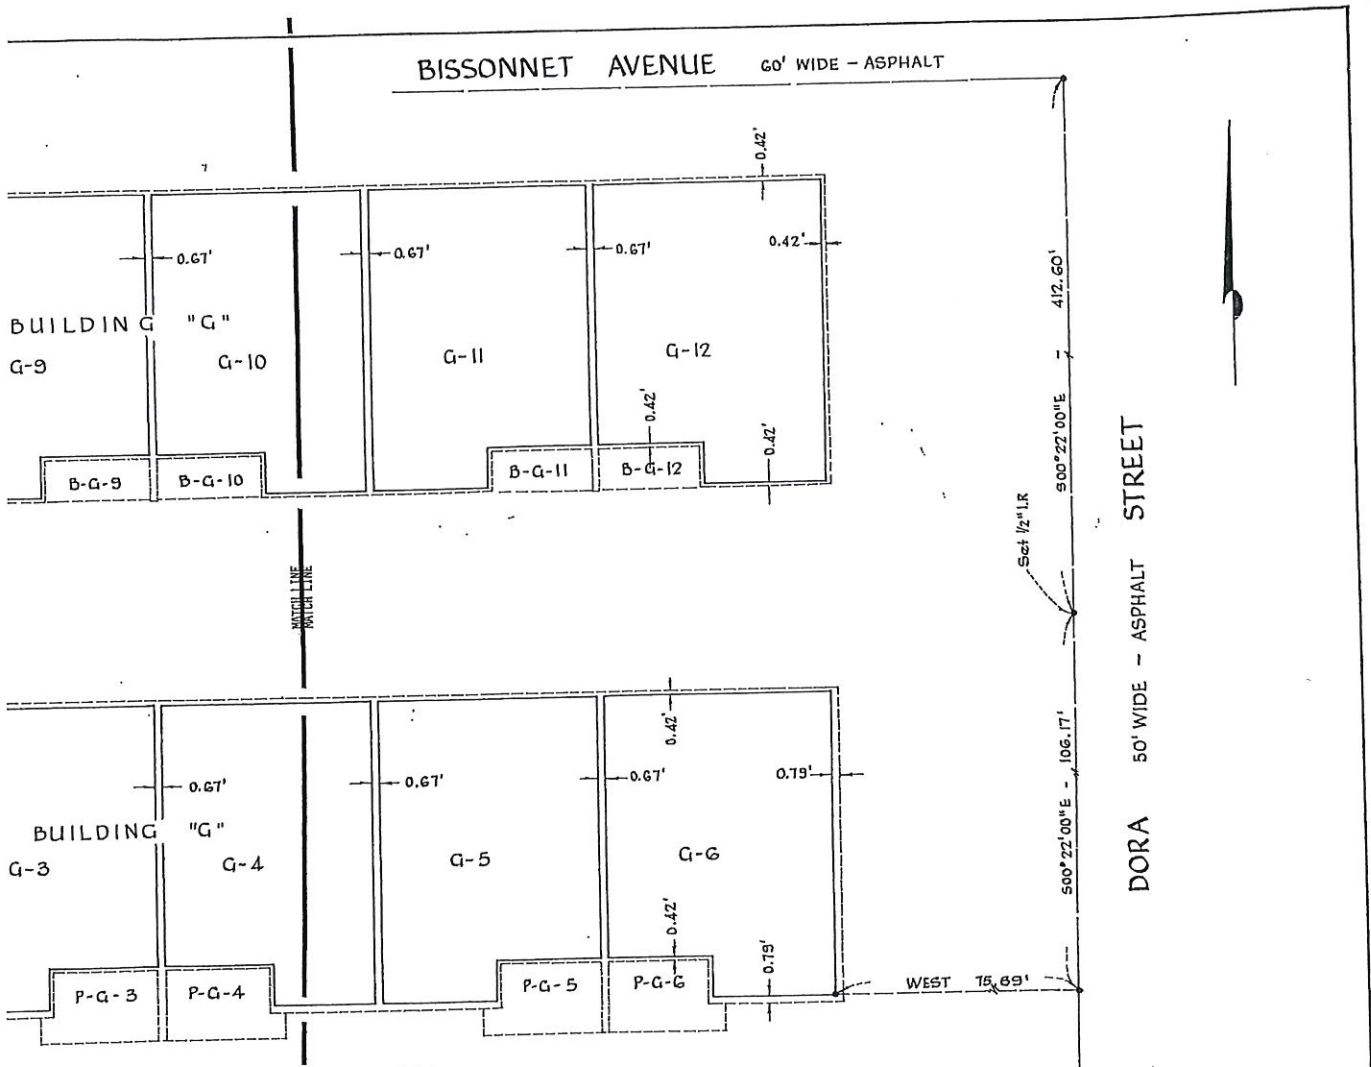 BISSONNET AVENUE 60' WIDE - ASPHALT
0.42'
0.67'
0.67'
0.67'
0.42'
412.60'
BUILDING "G"
G-9
G-10
G-11
G-12
S00°22'00"E
0.42'
0.42'
B-G-9
B-G-10
B-G-11
B-G-12
Set 1/2" I.R
MATCH LINE
MATCH LINE
DORA STREET
50' WIDE - ASPHALT
0.42'
0.67'
0.67'
0.67'
0.79'
S00°22'00"E - 106.17'
BUILDING "G"
G-3
G-4
G-5
G-6
0.42'
0.79'
P-G-3
P-G-4
P-G-5
P-G-6
WEST